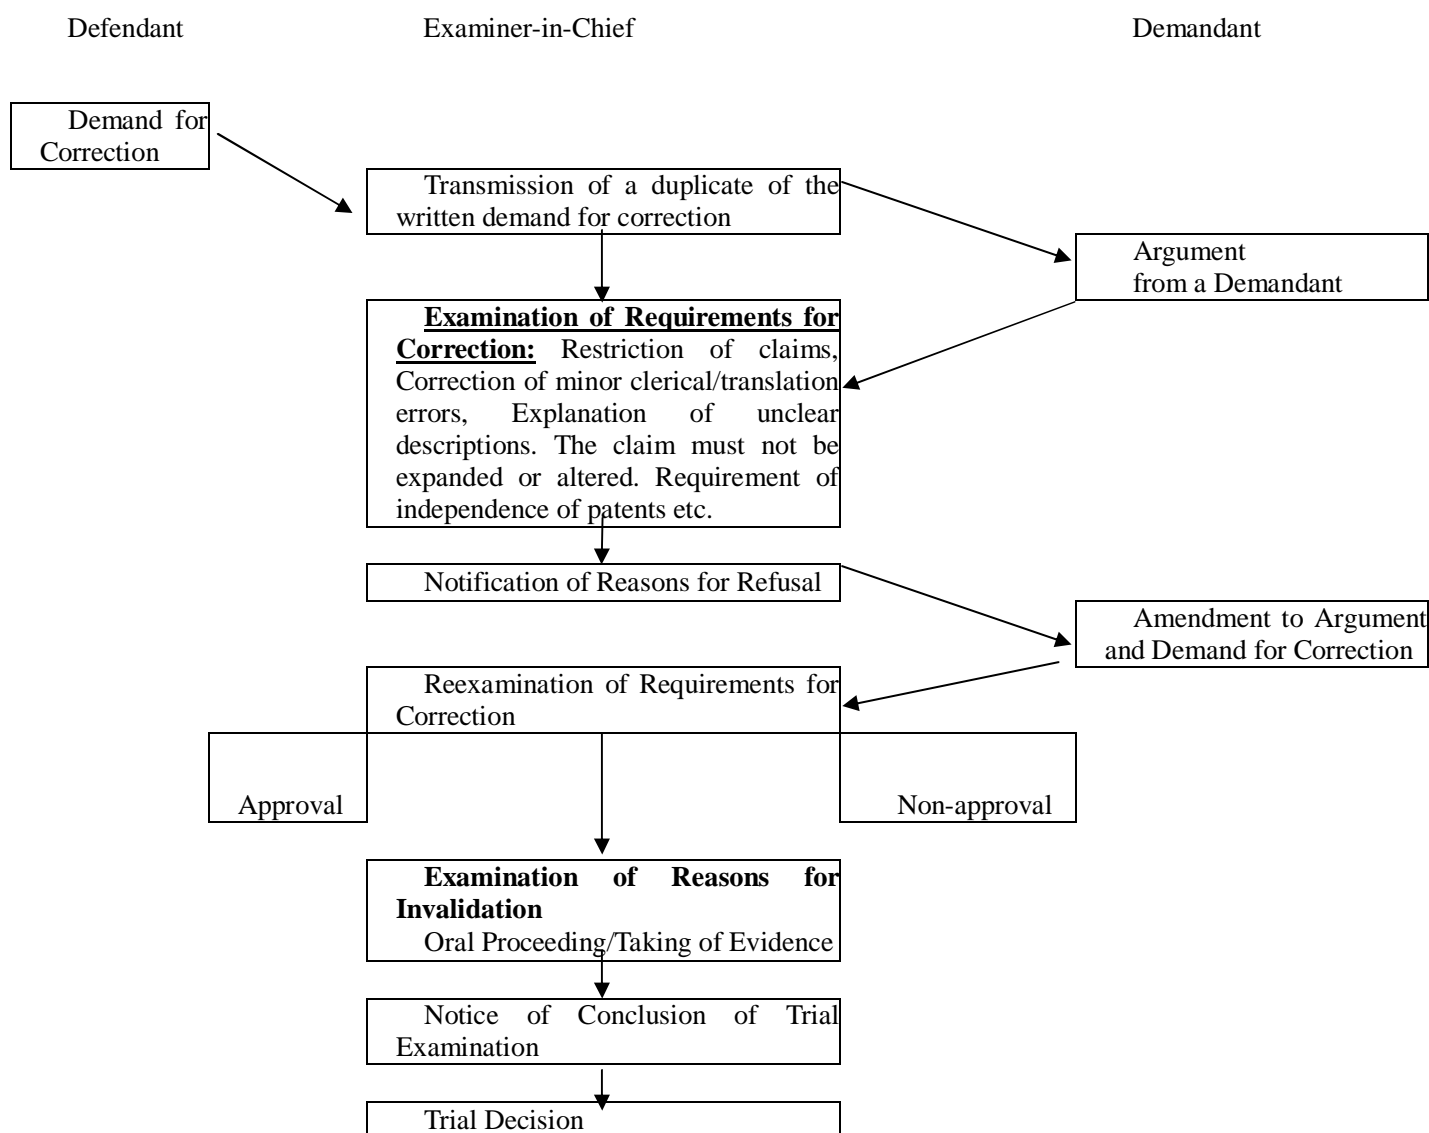 Defendant
Examiner-in-Chief
Demandant
Demand for
Correction
Transmission of a duplicate of the
written demand for correction
Argument
from a Demandant
Examination of Requirements for
Correction: Restriction of claims,
Correction of minor clerical/translation
errors, Explanation of unclear
descriptions. The claim must not be
expanded or altered. Requirement of
independence of patents etc.
Notification of Reasons for Refusal
Amendment to Argument
and Demand for Correction
Reexamination of Requirements for
Correction
Approval
Non-approval
Examination of Reasons for
Invalidation
Oral Proceeding/Taking of Evidence
Notice of Conclusion of Trial
Examination
Trial Decision